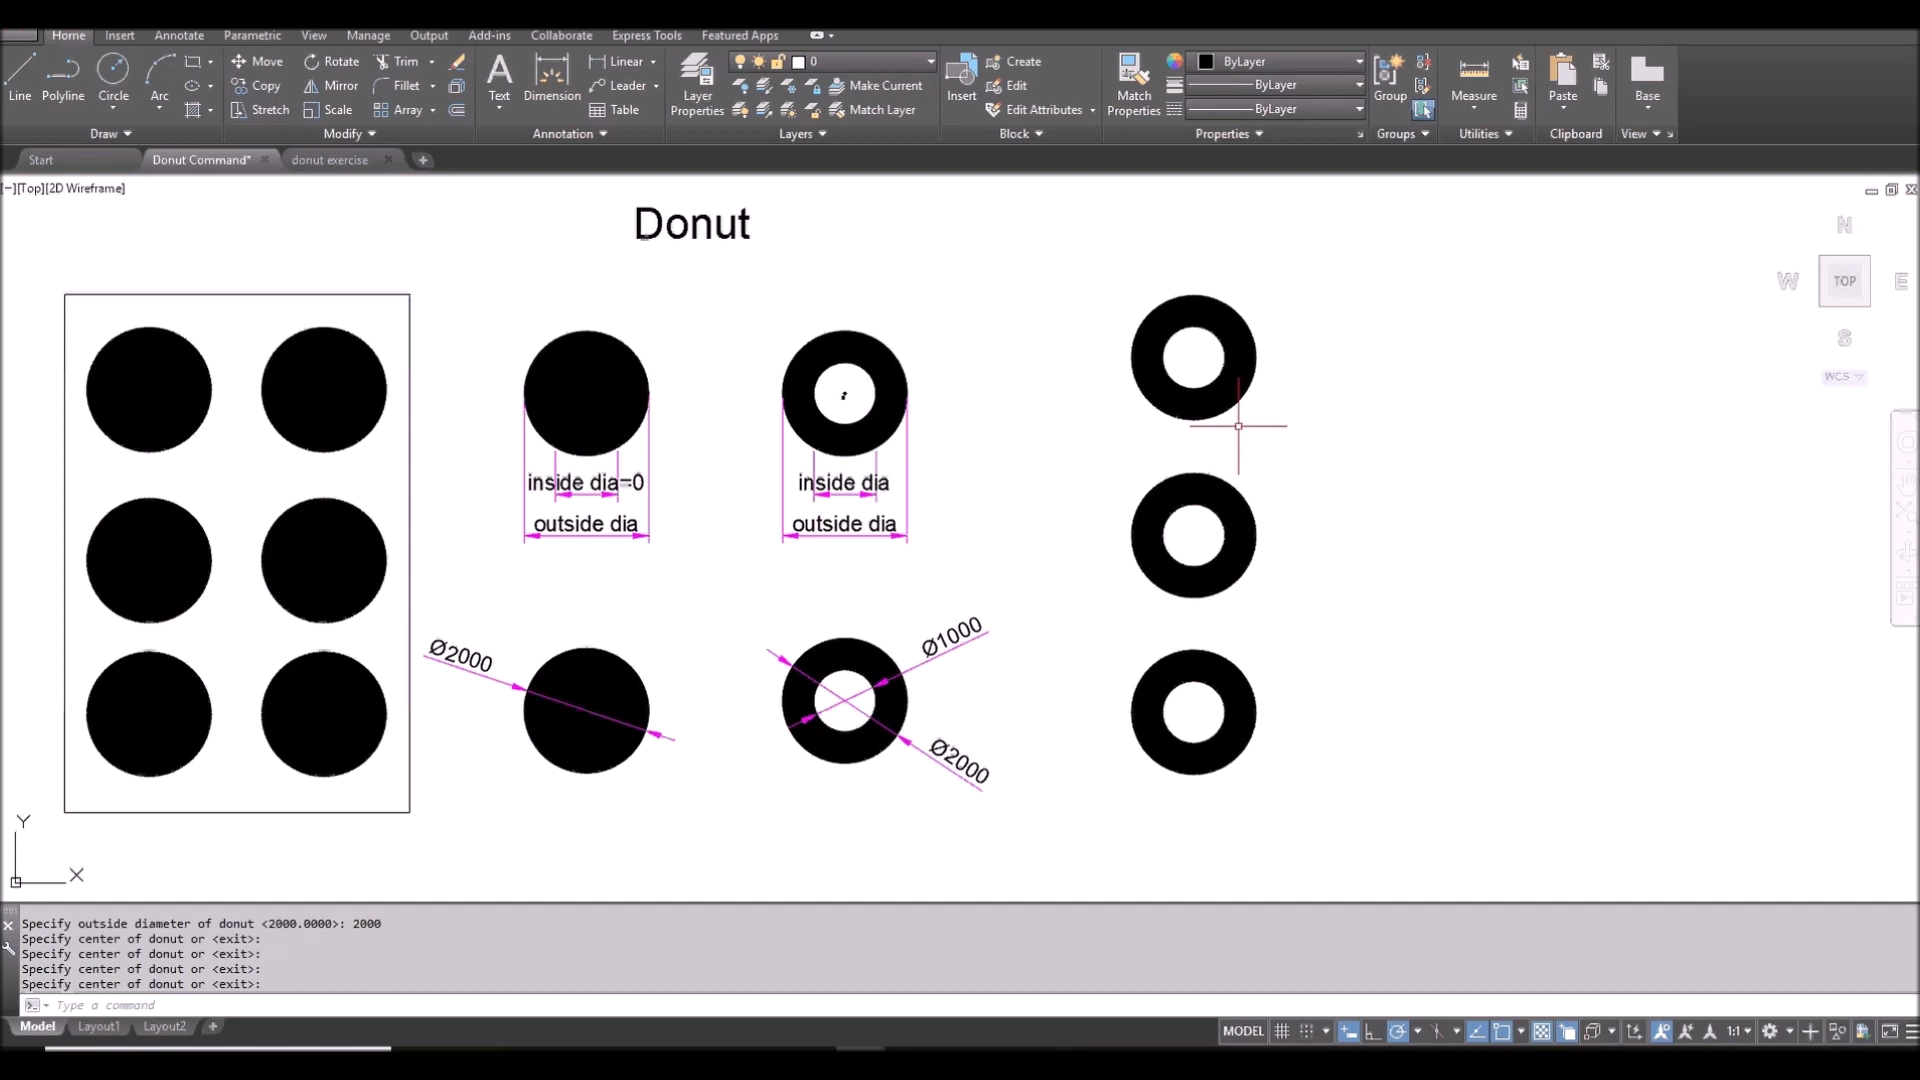 Home Insert Annotate Parametric View Manage Output Add-ins Collaborate Express Tools Featured Apps
Line Polyline Circle Arc
Move Rotate Trim
Copy Mirror Fillet
Stretch Scale Array
Text Dimension
Linear
Leader
Table
Layer Properties
0
Make Current
Match Layer
Insert
Create
Edit
Edit Attributes
Match Properties
ByLayer
ByLayer
ByLayer
Group
Measure
Paste
Base
Draw Modify Annotation Layers Block Properties Groups Utilities Clipboard View
Start Donut Command* donut exercise
[−][Top][2D Wireframe]
Donut
N
W TOP E
S
WCS
inside dia=0
outside dia
inside dia
outside dia
Ø2000
Ø1000
Ø2000
Y
X
Specify outside diameter of donut <2000.0000>: 2000
Specify center of donut or <exit>:
Specify center of donut or <exit>:
Specify center of donut or <exit>:
Specify center of donut or <exit>:
Type a command
Model Layout1 Layout2
MODEL 1:1